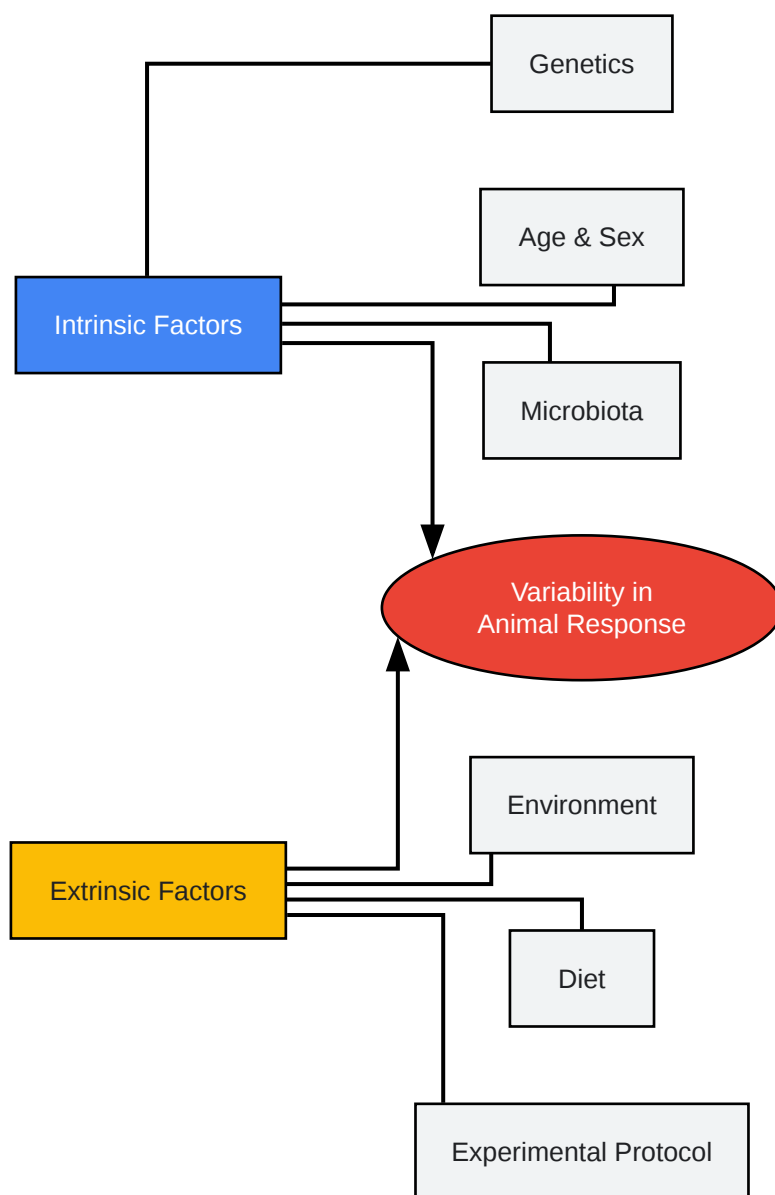 Genetics
Age & Sex
Intrinsic Factors
Microbiota
Variability in
Animal Response
Environment
Extrinsic Factors
Diet
Experimental Protocol